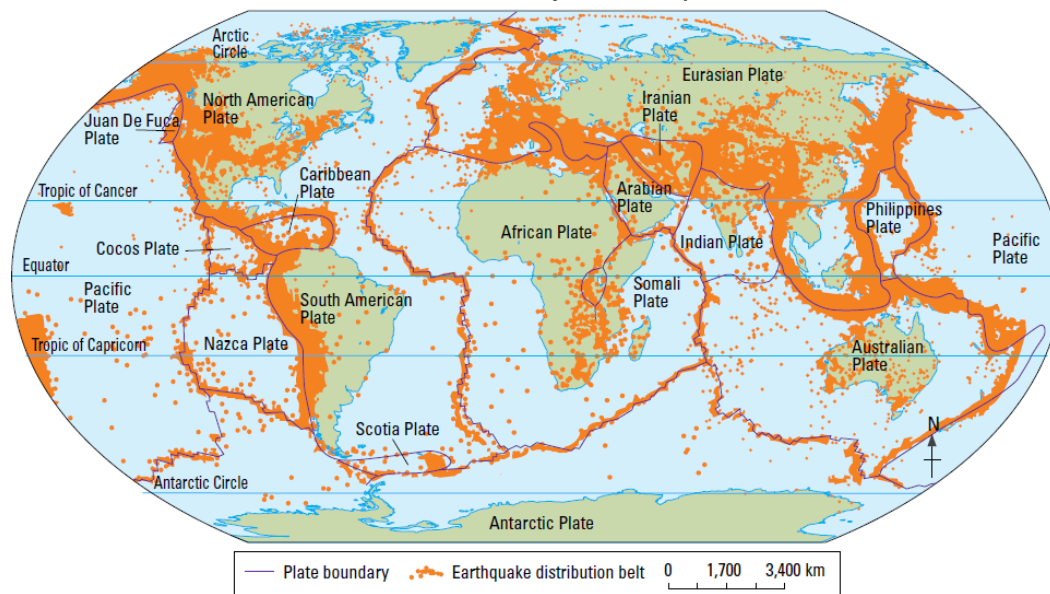 Arctic
Circle
Eurasian Plate
North American
Plate
Iranian
Plate
Juan De Fuca
Plate
Caribbean
Plate
Tropic of Cancer
Arabian
Plate
Philippines
Plate
African Plate
Indian Plate
Cocos Plate
Pacific
Plate
Equator
Pacific
Plate
South American
Plate
Somali
Plate
Tropic of Capricorn
Nazca Plate
Australian
Plate
Scotia Plate
N
Antarctic Circle
Antarctic Plate
Plate boundary Earthquake distribution belt 0 1,700 3,400 km